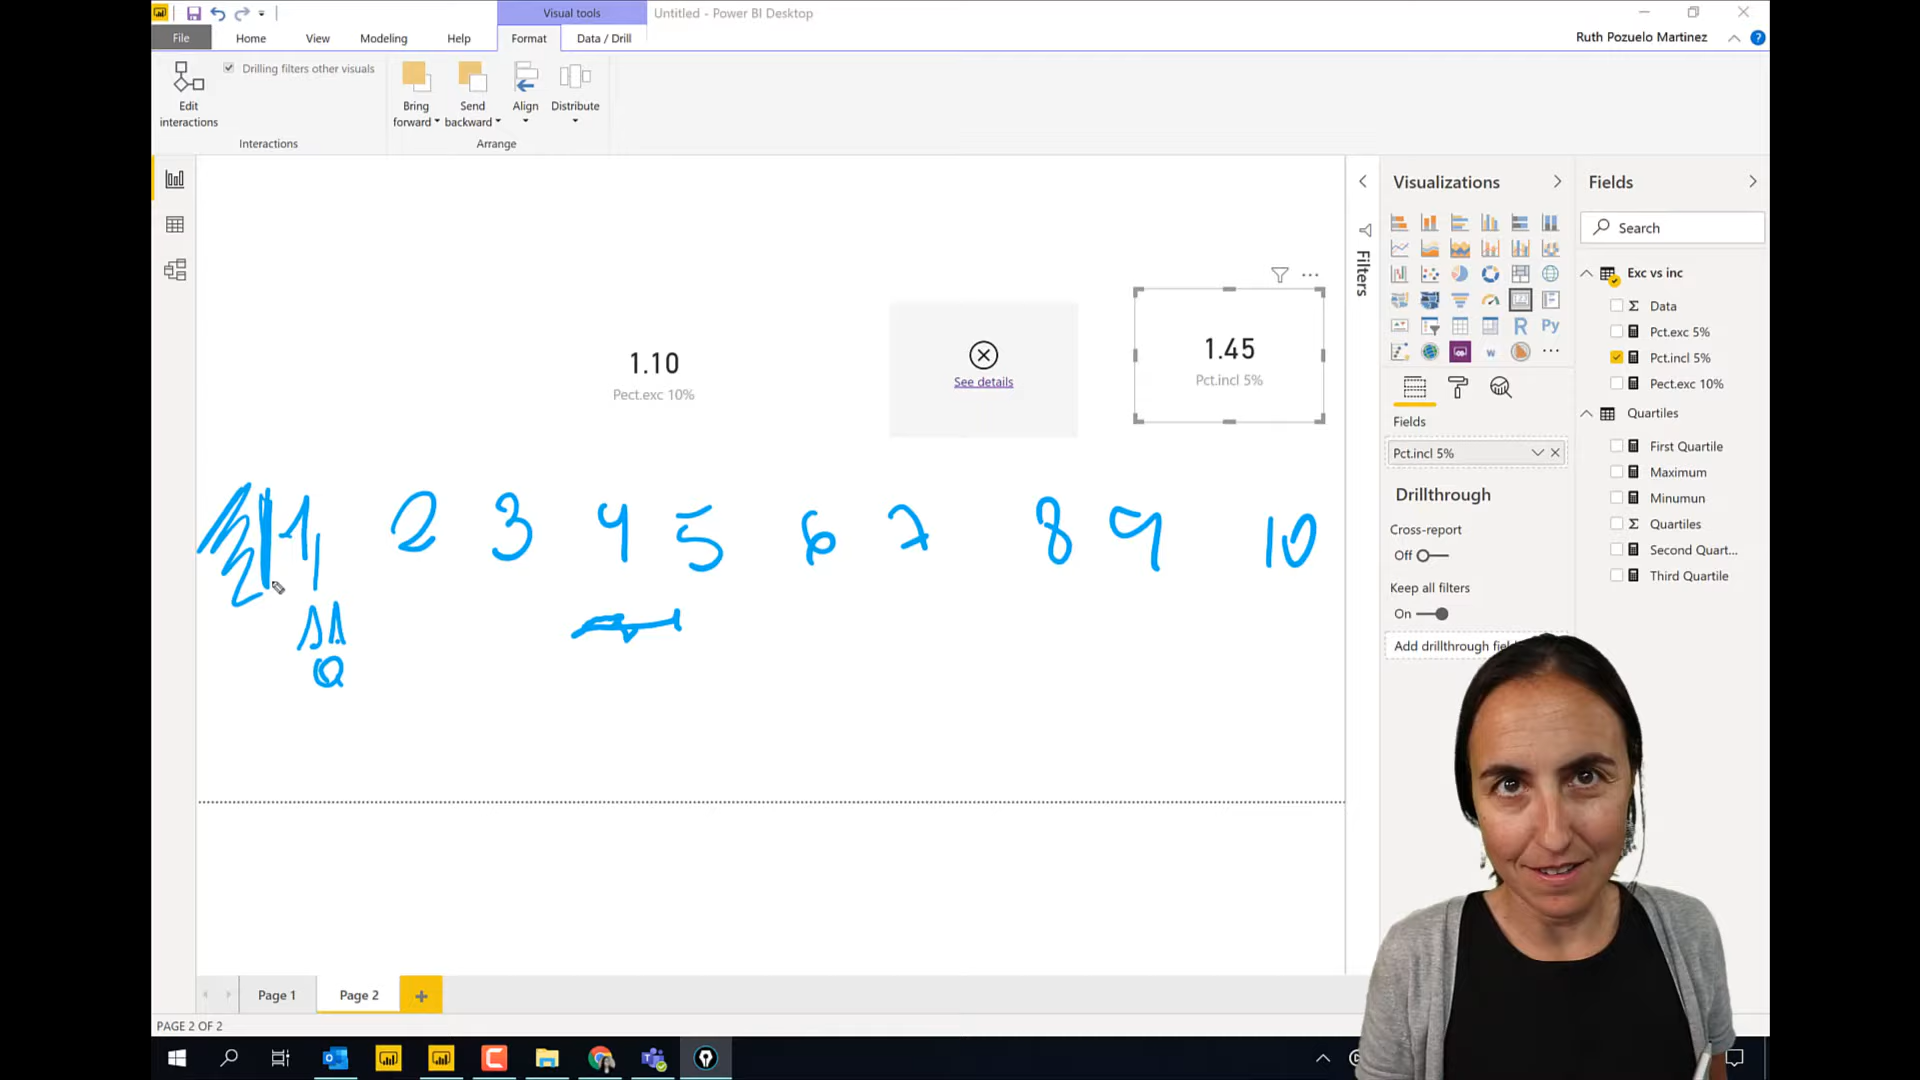 Visual tools
Untitled - Power BI Desktop
File
Home
View
Modeling
Help
Format
Data / Drill
Ruth Pozuelo Martinez
?
Edit interactions
Drilling filters other visuals
Bring forward
Send backward
Align
Distribute
Interactions
Arrange
Visualizations
Fields
Search
Filters
Exc vs inc
Data
Pct.exc 5%
Pct.incl 5%
Pect.exc 10%
Quartiles
First Quartile
Maximum
Minumun
Quartiles
Second Quart...
Third Quartile
R
Py
Fields
Pct.incl 5%
Drillthrough
Cross-report
Off
Keep all filters
On
Add drillthrough fiel
1.10
Pect.exc 10%
See details
1.45
Pct.incl 5%
1, 2 3 4 5 6 7 8 9 10
Page 1
Page 2
PAGE 2 OF 2